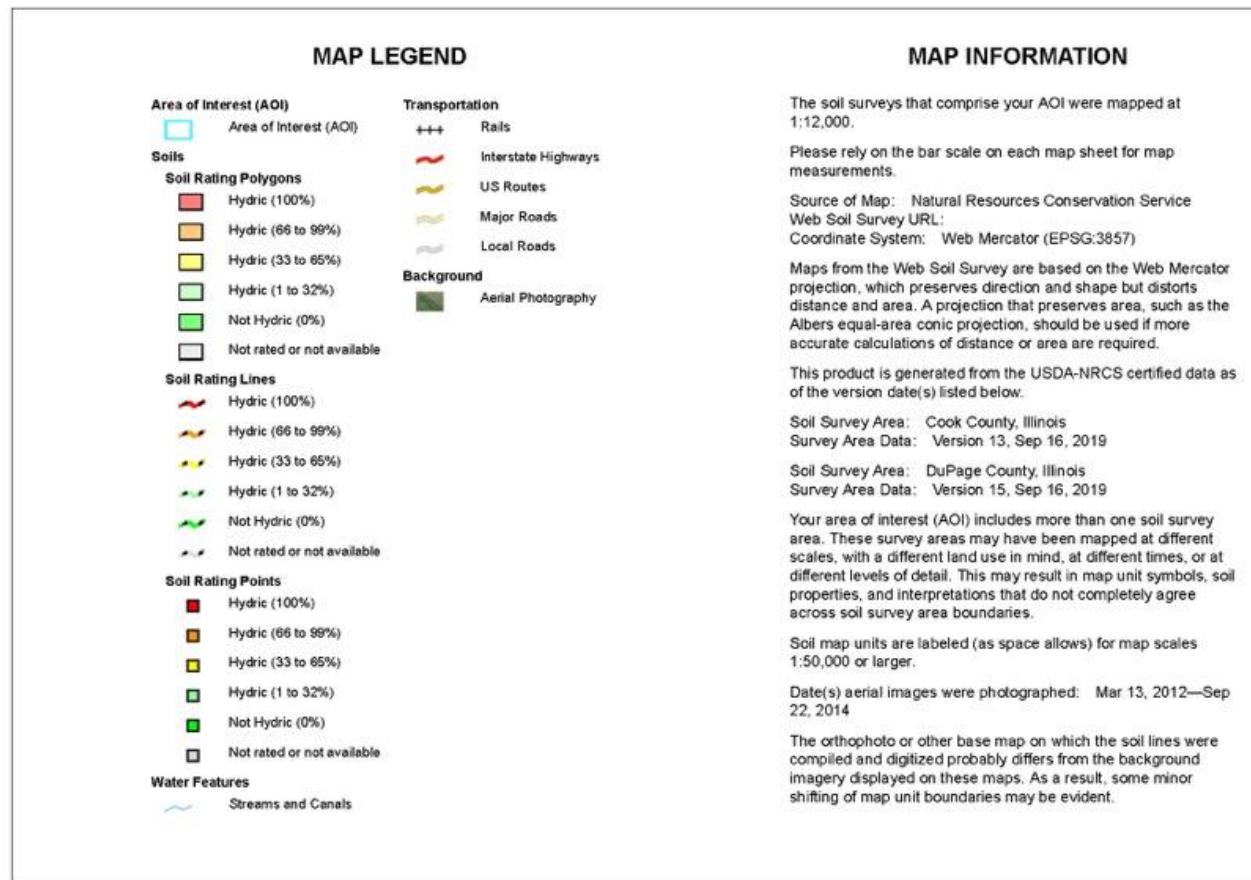 MAP LEGEND
Area of Interest (AOI)
Area of Interest (AOI)
Soils
Soil Rating Polygons
Hydric (100%)
Hydric (66 to 99%)
Hydric (33 to 65%)
Hydric (1 to 32%)
Not Hydric (0%)
Not rated or not available
Soil Rating Lines
Hydric (100%)
Hydric (66 to 99%)
Hydric (33 to 65%)
Hydric (1 to 32%)
Not Hydric (0%)
Not rated or not available
Soil Rating Points
Hydric (100%)
Hydric (66 to 99%)
Hydric (33 to 65%)
Hydric (1 to 32%)
Not Hydric (0%)
Not rated or not available
Water Features
Streams and Canals
Transportation
Rails
Interstate Highways
US Routes
Major Roads
Local Roads
Background
Aerial Photography
MAP INFORMATION
The soil surveys that comprise your AOI were mapped at
1:12,000.
Please rely on the bar scale on each map sheet for map
measurements.
Source of Map: Natural Resources Conservation Service
Web Soil Survey URL:
Coordinate System: Web Mercator (EPSG:3857)
Maps from the Web Soil Survey are based on the Web Mercator
projection, which preserves direction and shape but distorts
distance and area. A projection that preserves area, such as the
Albers equal-area conic projection, should be used if more
accurate calculations of distance or area are required.
This product is generated from the USDA-NRCS certified data as
of the version date(s) listed below.
Soil Survey Area: Cook County, Illinois
Survey Area Data: Version 13, Sep 16, 2019
Soil Survey Area: DuPage County, Illinois
Survey Area Data: Version 15, Sep 16, 2019
Your area of interest (AOI) includes more than one soil survey
area. These survey areas may have been mapped at different
scales, with a different land use in mind, at different times, or at
different levels of detail. This may result in map unit symbols, soil
properties, and interpretations that do not completely agree
across soil survey area boundaries.
Soil map units are labeled (as space allows) for map scales
1:50,000 or larger.
Date(s) aerial images were photographed: Mar 13, 2012—Sep
22, 2014
The orthophoto or other base map on which the soil lines were
compiled and digitized probably differs from the background
imagery displayed on these maps. As a result, some minor
shifting of map unit boundaries may be evident.